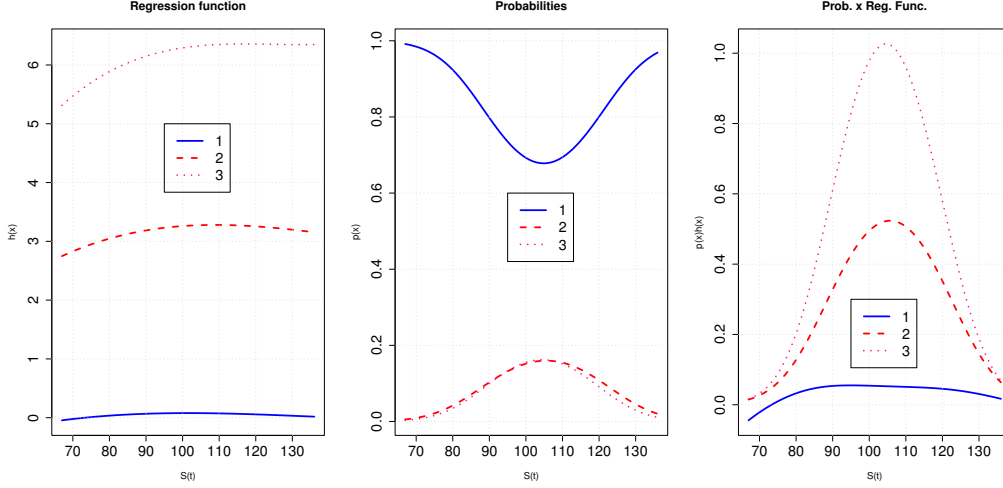 Regression function
h(x)
6
5
4
3
2
1
0
1
2
3
70 80 90 100 110 120 130
S(t)
Probabilities
p(x)
1.0
0.8
0.6
0.4
0.2
0.0
1
2
3
70 80 90 100 110 120 130
S(t)
Prob. x Reg. Func.
p(x)h(x)
1.0
0.8
0.6
0.4
0.2
0.0
1
2
3
70 80 90 100 110 120 130
S(t)